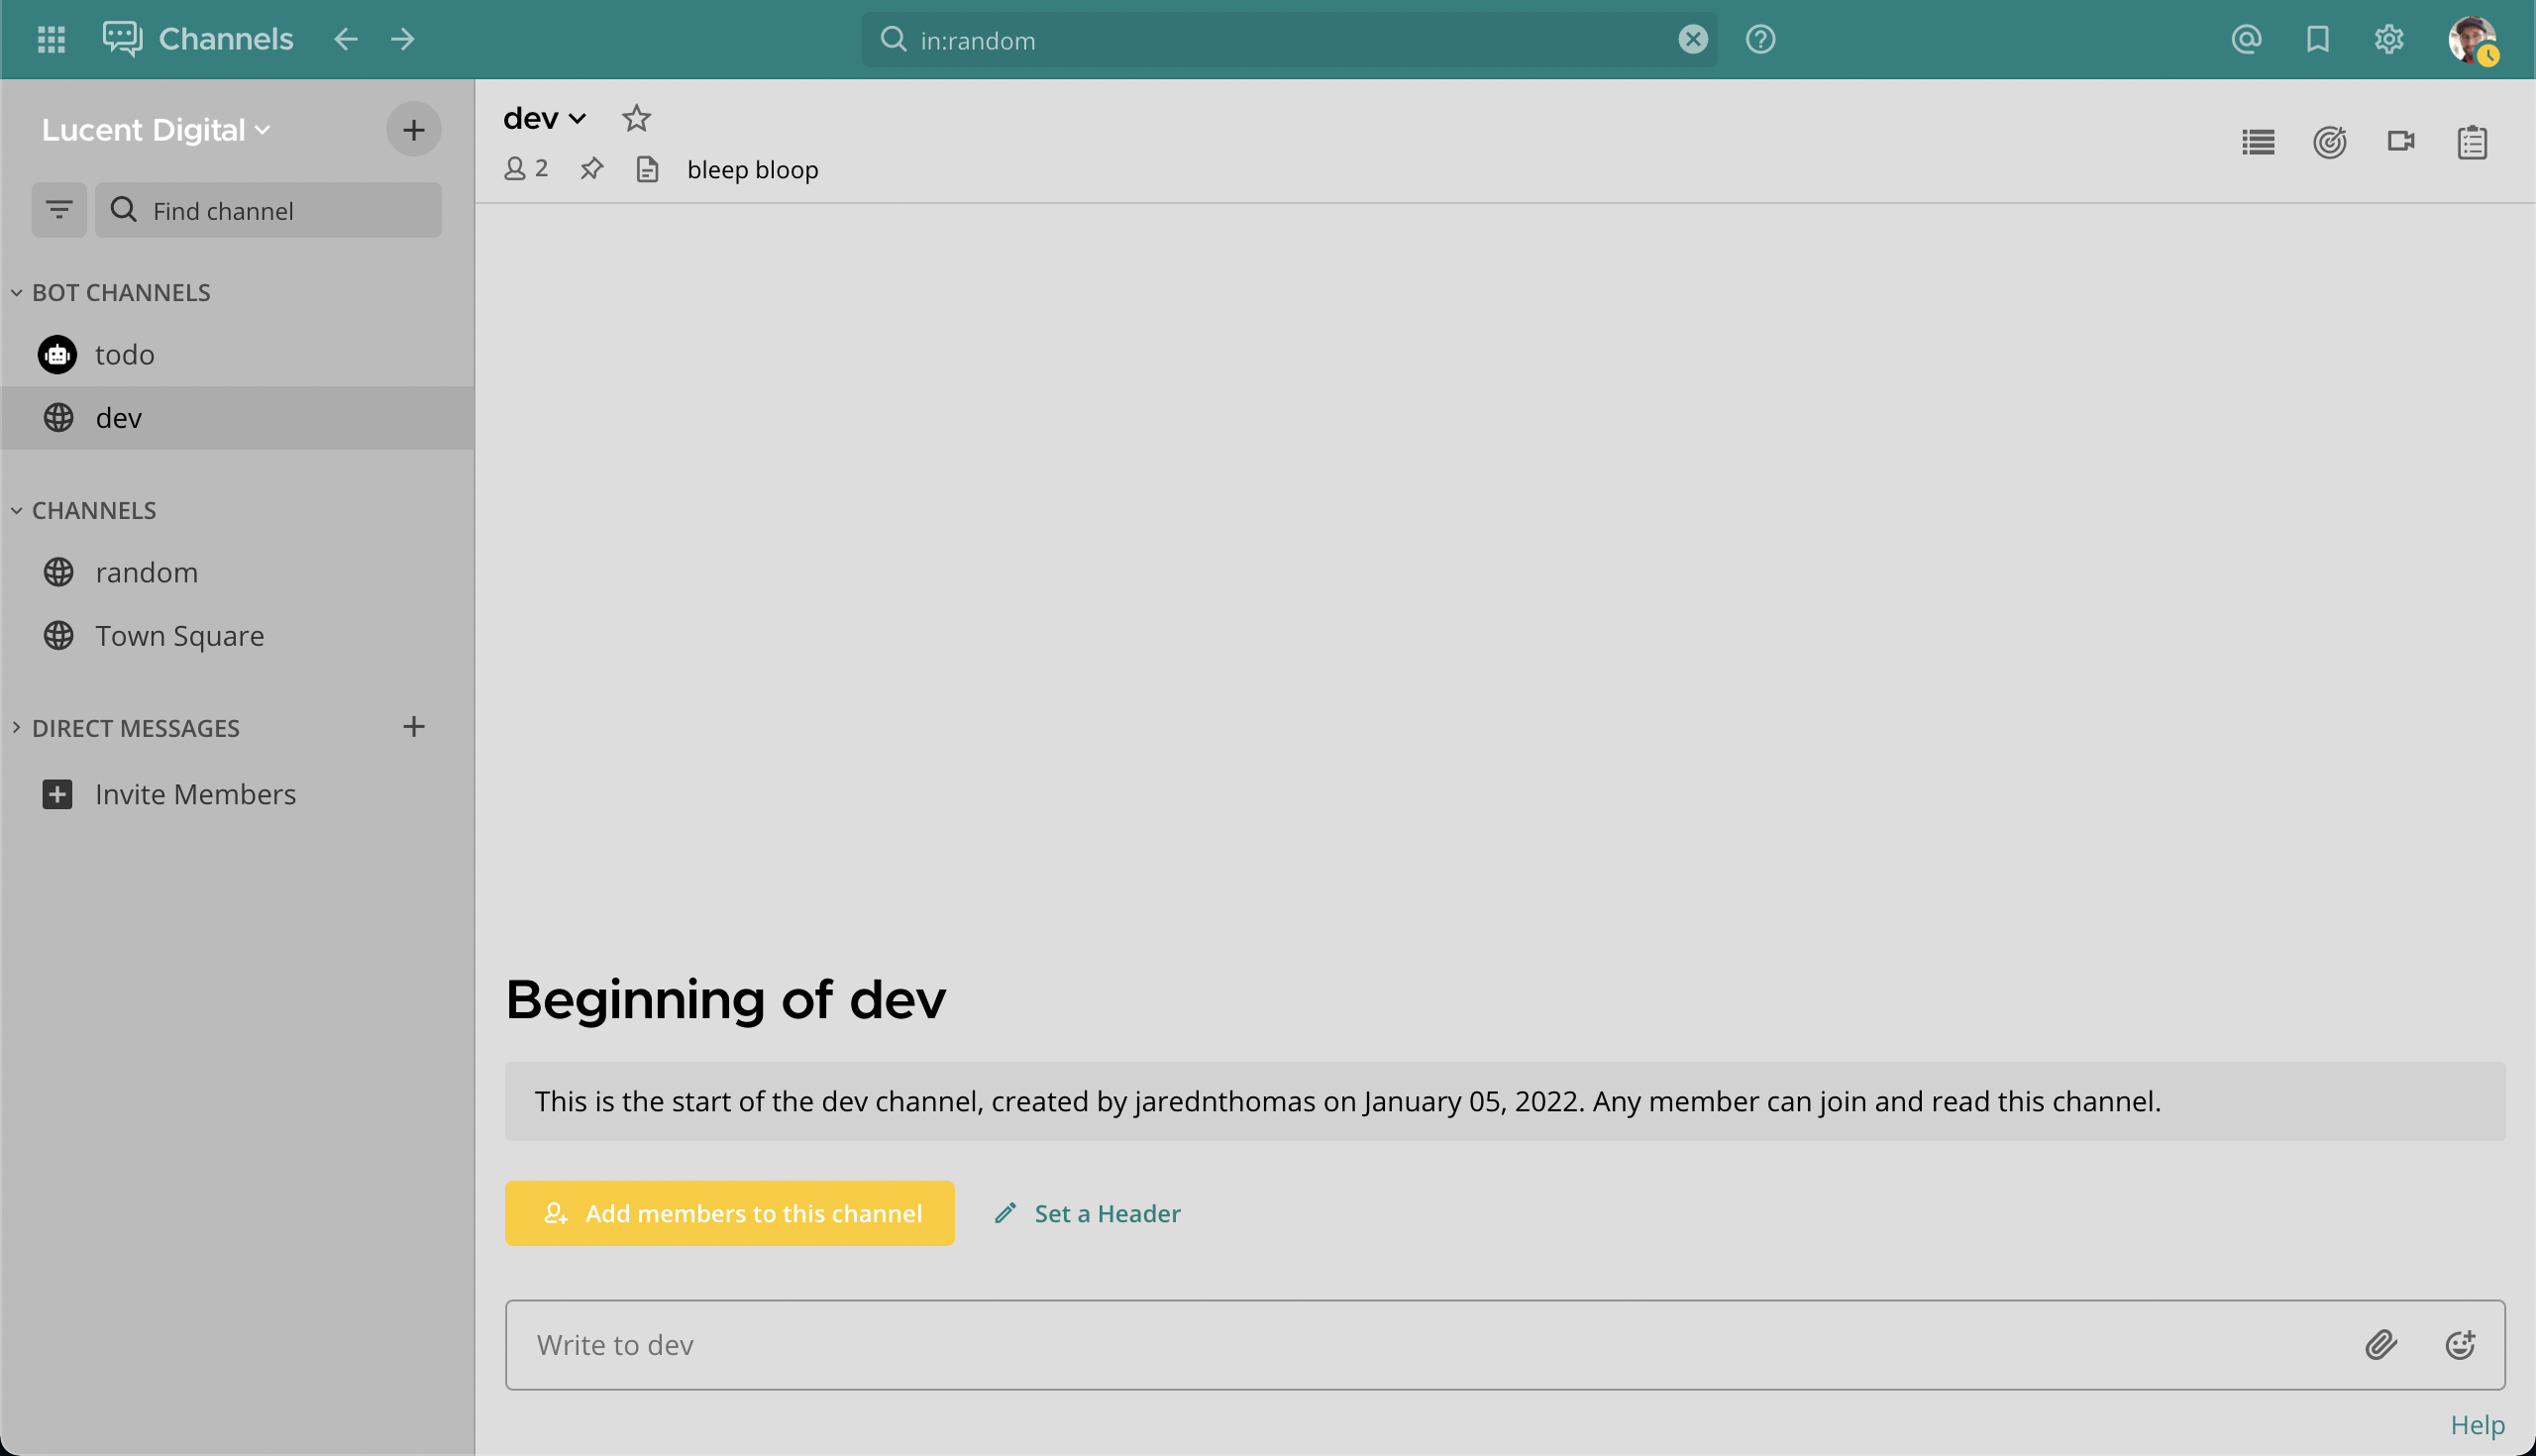 Channels
in:random
Lucent Digital
Find channel
BOT CHANNELS
todo
dev
CHANNELS
random
Town Square
DIRECT MESSAGES
Invite Members
dev
2
bleep bloop
Beginning of dev
This is the start of the dev channel, created by jarednthomas on January 05, 2022. Any member can join and read this channel.
Add members to this channel
Set a Header
Write to dev
Help